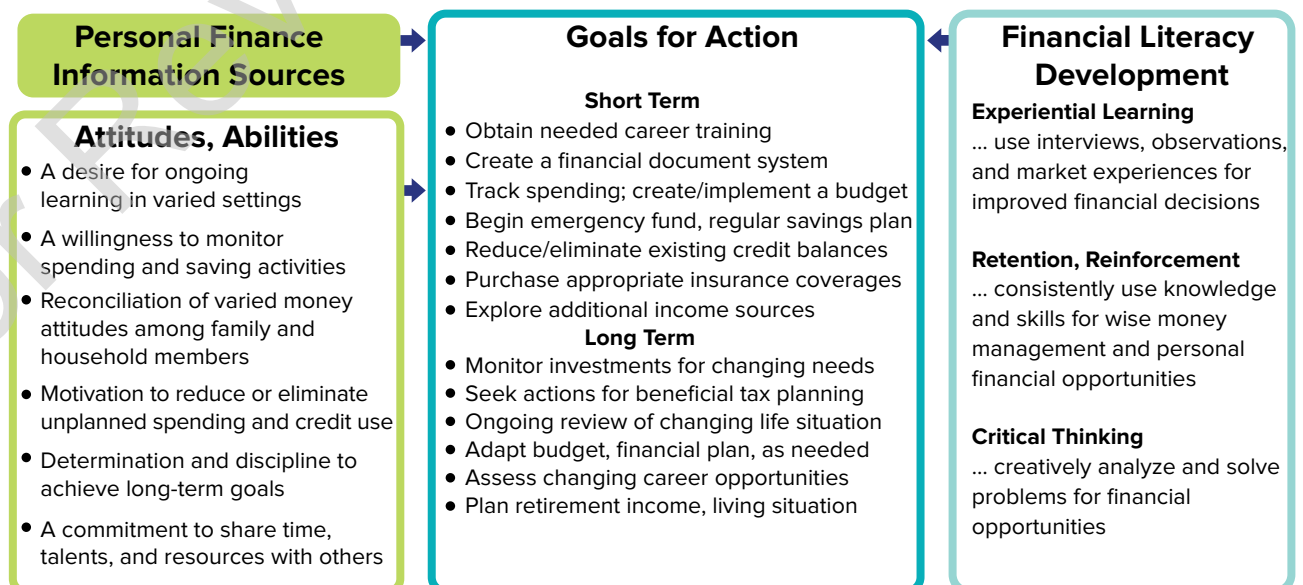 Personal Finance
Information Sources
Attitudes, Abilities
• A desire for ongoing
learning in varied settings
• A willingness to monitor
spending and saving activities
• Reconciliation of varied money
attitudes among family and
household members
• Motivation to reduce or eliminate
unplanned spending and credit use
• Determination and discipline to
achieve long-term goals
• A commitment to share time,
talents, and resources with others
Goals for Action
Short Term
• Obtain needed career training
• Create a financial document system
• Track spending; create/implement a budget
• Begin emergency fund, regular savings plan
• Reduce/eliminate existing credit balances
• Purchase appropriate insurance coverages
• Explore additional income sources
Long Term
• Monitor investments for changing needs
• Seek actions for beneficial tax planning
• Ongoing review of changing life situation
• Adapt budget, financial plan, as needed
• Assess changing career opportunities
• Plan retirement income, living situation
Financial Literacy
Development
Experiential Learning
... use interviews, observations,
and market experiences for
improved financial decisions
Retention, Reinforcement
... consistently use knowledge
and skills for wise money
management and personal
financial opportunities
Critical Thinking
... creatively analyze and solve
problems for financial
opportunities